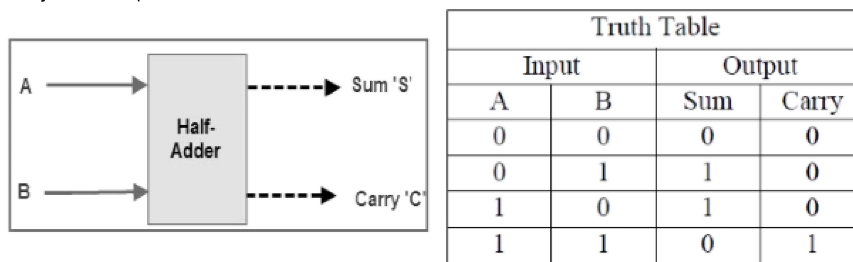 A
B
Half-
Adder
Sum 'S'
Carry 'C'
Truth Table
Input Output
A B Sum Carry
0 0 0 0
0 1 1 0
1 0 1 0
1 1 0 1